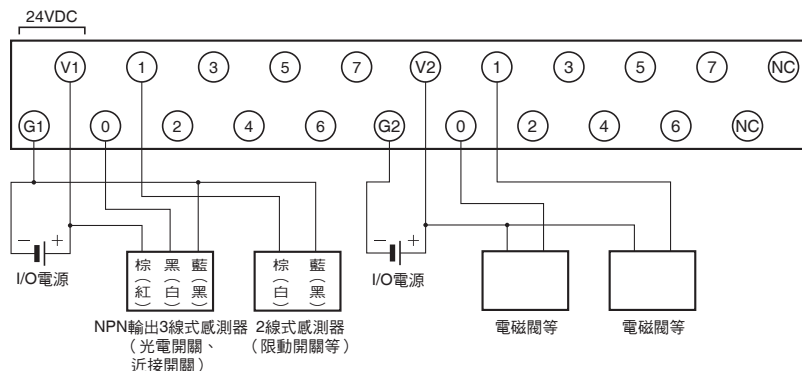 24VDC
V1 1 3 5 7 V2 1 3 5 7 NC
G1 0 2 4 6 G2 0 2 4 6 NC
− +
I/O電源
棕(紅) 黑(白) 藍(黑)
NPN輸出3線式感測器
(光電開關、
近接開關)
棕(白) 藍(黑)
2線式感測器
(限動開關等)
− +
I/O電源
電磁閥等
電磁閥等